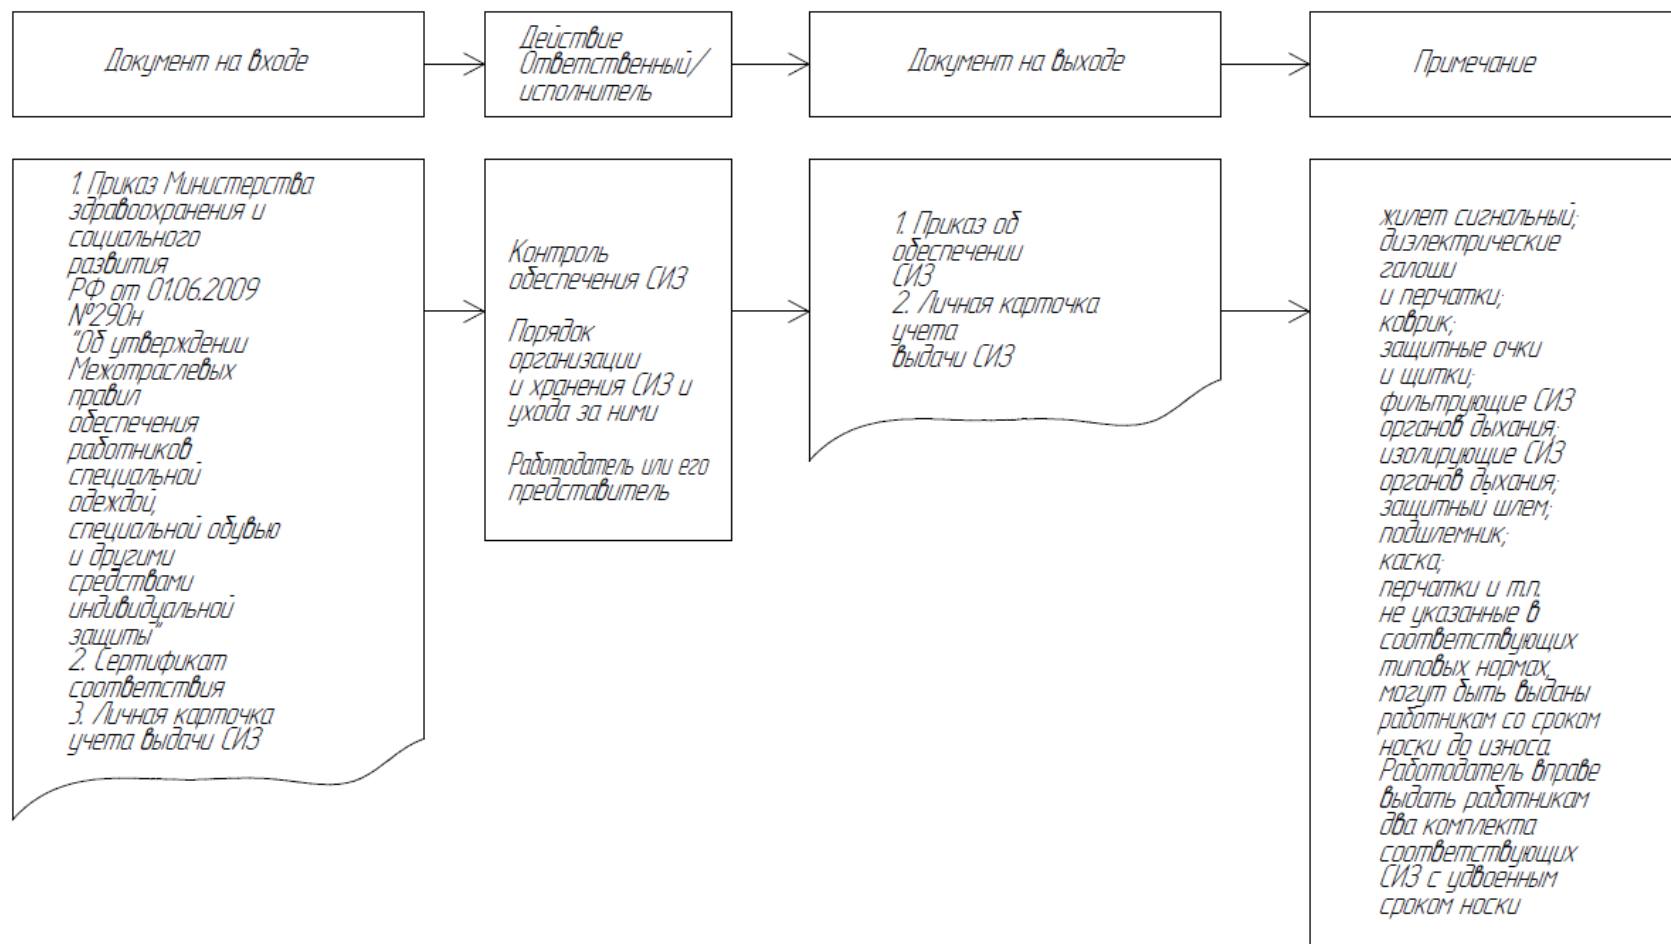 Документ на входе
Действие
Ответственный/
исполнитель
Документ на выходе
Примечание
1. Приказ Министерства
здравоохранения и
социального
развития
РФ от 01.06.2009
№290н
"Об утверждении
Межотраслевых
правил
обеспечения
работников
специальной
одеждой,
специальной обувью
и другими
средствами
индивидуальной
защиты"
2. Сертификат
соответствия
3. Личная карточка
учета выдачи СИЗ
Контроль
обеспечения СИЗ
Порядок
организации
и хранения СИЗ и
ухода за ними
Работодатель или его
представитель
1. Приказ об
обеспечении
СИЗ
2. Личная карточка
учета
выдачи СИЗ
жилет сигнальный;
диэлектрические
галоши
и перчатки;
коврик;
защитные очки
и щитки;
фильтрующие СИЗ
органов дыхания;
изолирующие СИЗ
органов дыхания;
защитный шлем;
подшлемник;
каска;
перчатки и т.п.
не указанные в
соответствующих
типовых нормах,
могут быть выданы
работникам со сроком
носки до износа.
Работодатель вправе
выдать работникам
два комплекта
соответствующих
СИЗ с удвоенным
сроком носки